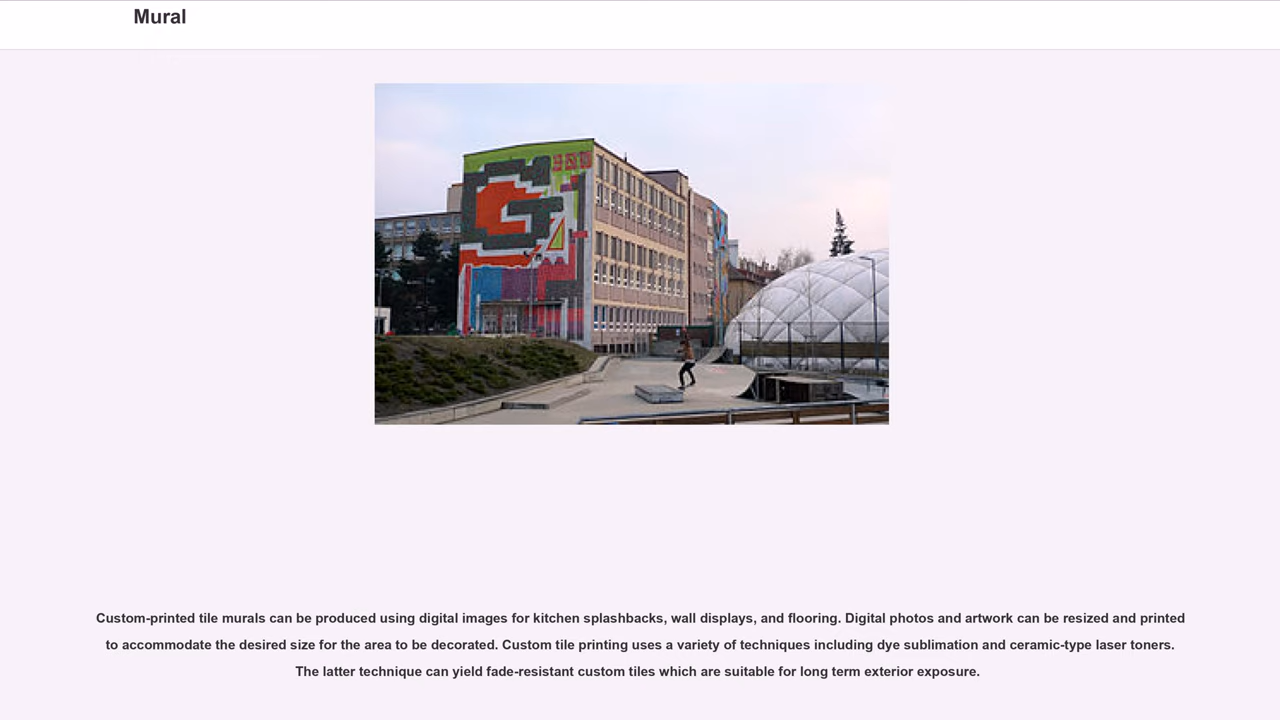 Mural
Custom-printed tile murals can be produced using digital images for kitchen splashbacks, wall displays, and flooring. Digital photos and artwork can be resized and printed
to accommodate the desired size for the area to be decorated. Custom tile printing uses a variety of techniques including dye sublimation and ceramic-type laser toners.
The latter technique can yield fade-resistant custom tiles which are suitable for long term exterior exposure.